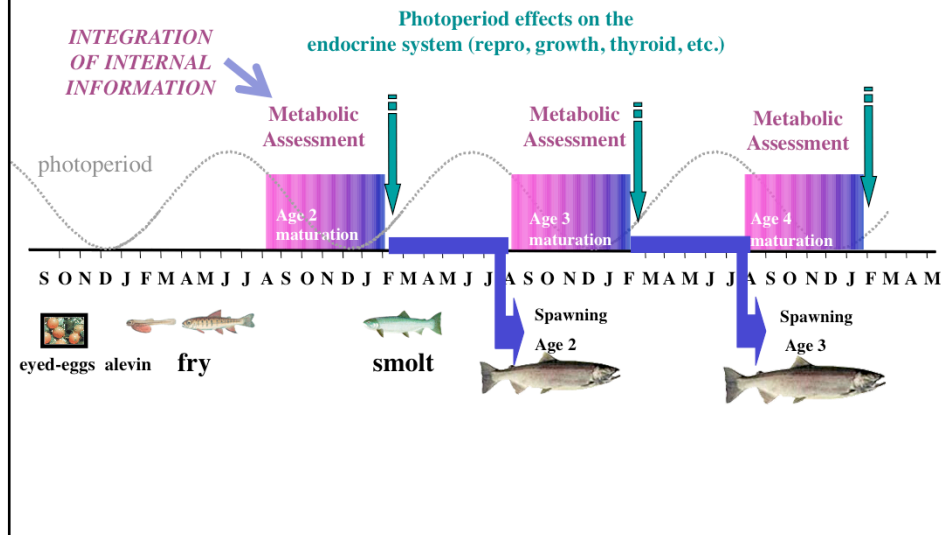 Photoperiod effects on the
endocrine system (repro, growth, thyroid, etc.)
INTEGRATION
OF INTERNAL
INFORMATION
Metabolic
Assessment
Metabolic
Assessment
Metabolic
Assessment
photoperiod
Age 2
maturation
Age 3
maturation
Age 4
maturation
S O N D J F M A M J J A S O N D J F M A M J J A S O N D J F M A M J J A S O N D J F M A M
eyed-eggs alevin fry smolt
Spawning
Age 2
Spawning
Age 3